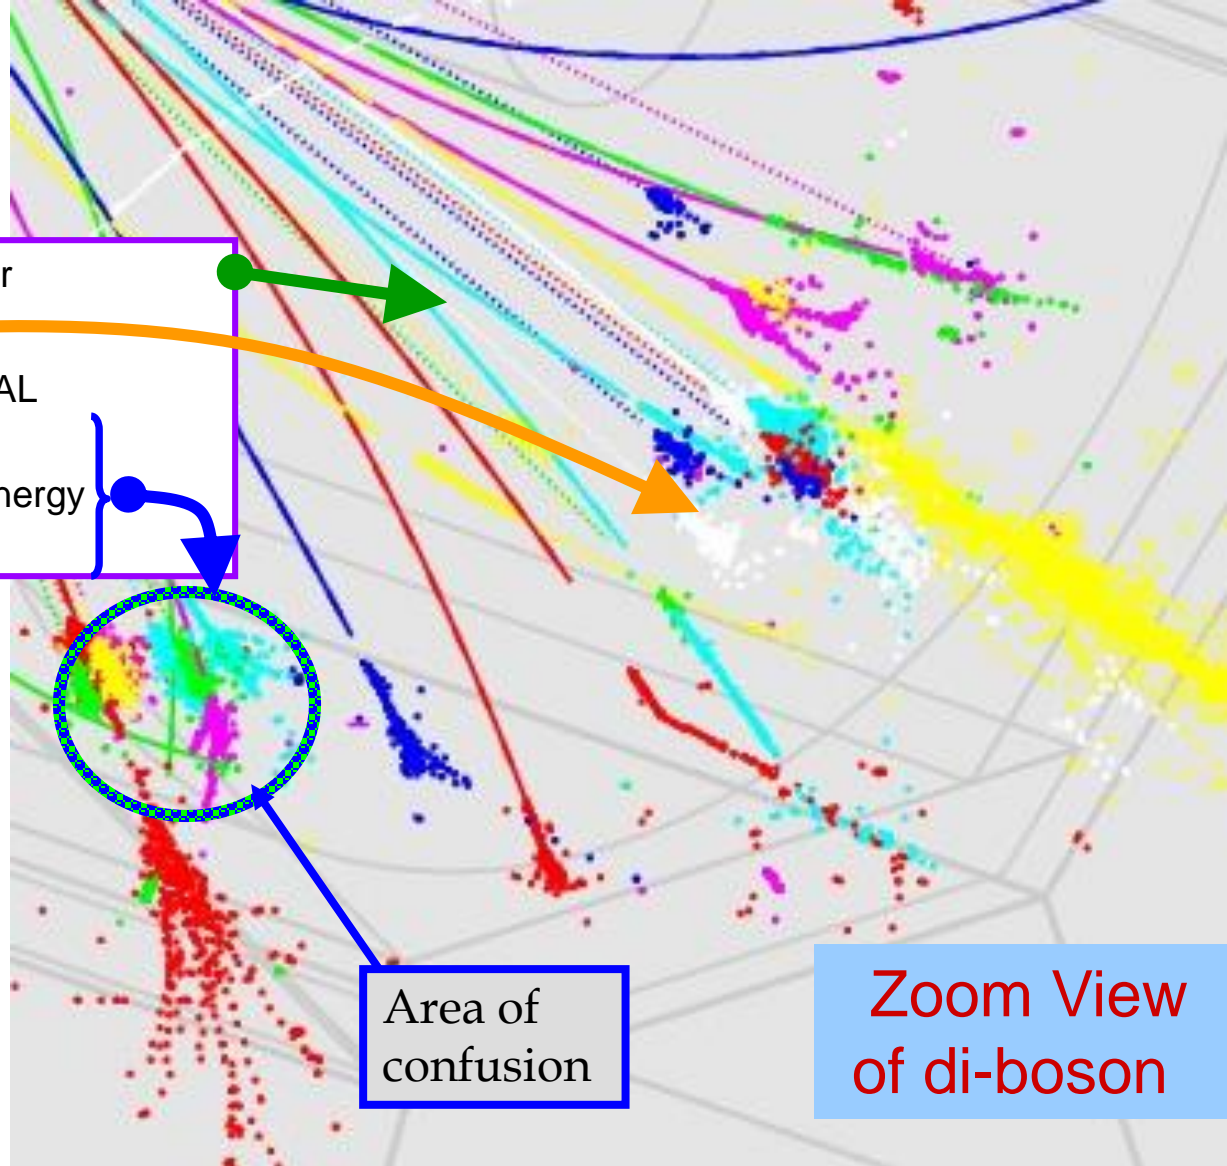 r
AL
nergy
Area of
confusion
Zoom View
of di-boson